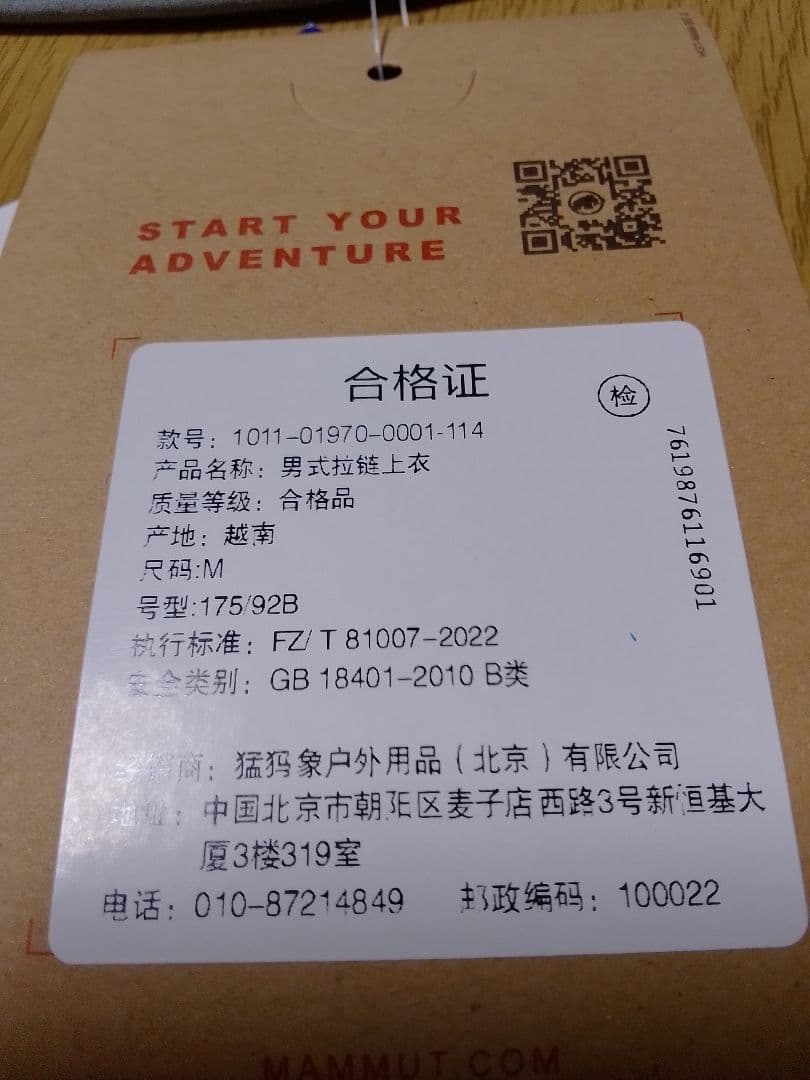 START YOUR
ADVENTURE
合格证
检
款号：1011-01970-0001-114
产品名称：男式拉链上衣
质量等级：合格品
产地：越南
尺码:M
号型:175/92B
执行标准：FZ/T 81007-2022
安全类别：GB 18401-2010 B类
7619876116901
经销商：猛犸象户外用品（北京）有限公司
地址：中国北京市朝阳区麦子店西路3号新恒基大
厦3楼319室
电话：010-87214849 邮政编码：100022
MAMMUT.COM